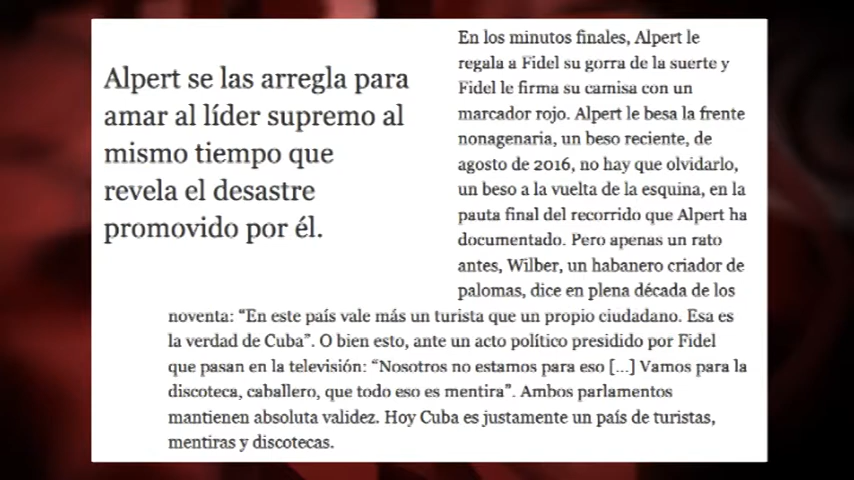 Alpert se las arregla para
amar al líder supremo al
mismo tiempo que
revela el desastre
promovido por él.
En los minutos finales, Alpert le
regala a Fidel su gorra de la suerte y
Fidel le firma su camisa con un
marcador rojo. Alpert le besa la frente
nonagenaria, un beso reciente, de
agosto de 2016, no hay que olvidarlo,
un beso a la vuelta de la esquina, en la
pauta final del recorrido que Alpert ha
documentado. Pero apenas un rato
antes, Wilber, un habanero criador de
palomas, dice en plena década de los
noventa: “En este país vale más un turista que un propio ciudadano. Esa es
la verdad de Cuba”. O bien esto, ante un acto político presidido por Fidel
que pasan en la televisión: “Nosotros no estamos para eso [...] Vamos para la
discoteca, caballero, que todo eso es mentira”. Ambos parlamentos
mantienen absoluta validez. Hoy Cuba es justamente un país de turistas,
mentiras y discotecas.